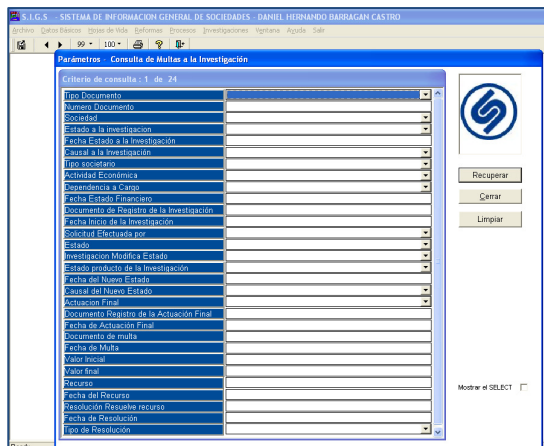 S.I.G.S - SISTEMA DE INFORMACION GENERAL DE SOCIEDADES - DANIEL HERNANDO BARRAGAN CASTRO
Archivo Datos Básicos Hojas de Vida Reformas Procesos Investigaciones Ventana Ayuda Salir
99 100
Parámetros - Consulta de Multas a la Investigación
Criterio de consulta : 1 de 24
Tipo Documento
Numero Documento
Sociedad
Estado a la investigacion
Fecha Estado a la Investigación
Causal a la Investigación
Tipo societario
Actividad Económica
Dependencia a Cargo
Fecha Estado Financiero
Documento de Registro de la Investigación
Fecha Inicio de la Investigación
Solicitud Efectuada por
Estado
Investigacion Modifica Estado
Estado producto de la Investigación
Fecha del Nuevo Estado
Causal del Nuevo Estado
Actuacion Final
Documento Registro de la Actuación Final
Fecha de Actuación Final
Documento de multa
Fecha de Multa
Valor Inicial
Valor final
Recurso
Fecha del Recurso
Resolución Resuelve recurso
Fecha de Resolución
Tipo de Resolución
Recuperar
Cerrar
Limpiar
Mostrar el SELECT